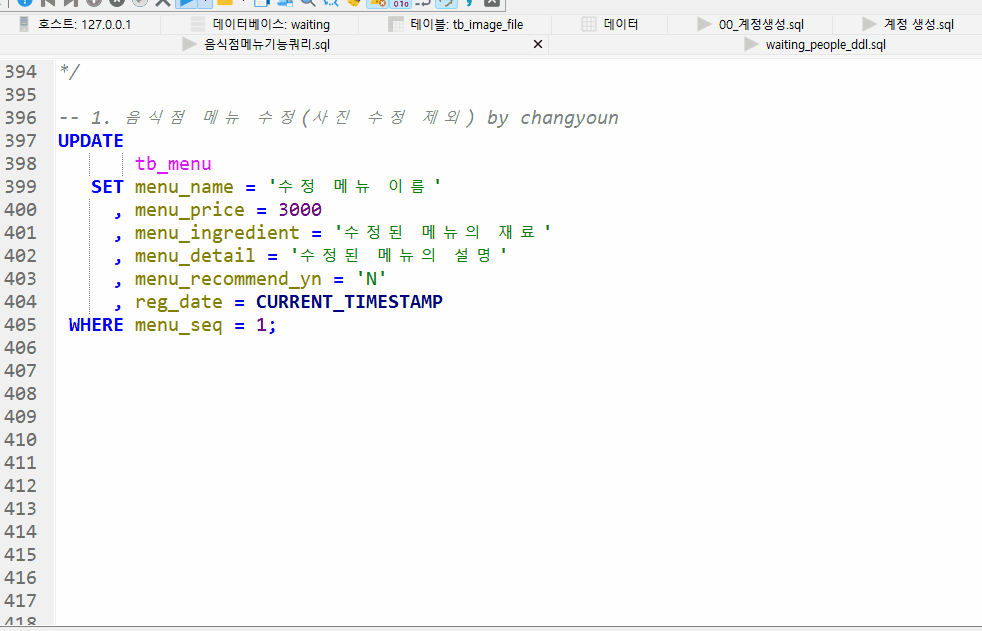 호스트: 127.0.0.1
데이터베이스: waiting
테이블: tb_image_file
데이터
00_계정생성.sql
계정 생성.sql
음식점메뉴기능쿼리.sql
waiting_people_ddl.sql
394 */
395
396 -- 1. 음식점 메뉴 수정(사진 수정 제외) by changyoun
397 UPDATE
398 tb_menu
399 SET menu_name = '수정 메뉴 이름'
400 , menu_price = 3000
401 , menu_ingredient = '수정된 메뉴의 재료'
402 , menu_detail = '수정된 메뉴의 설명'
403 , menu_recommend_yn = 'N'
404 , reg_date = CURRENT_TIMESTAMP
405 WHERE menu_seq = 1;
406
407
408
409
410
411
412
413
414
415
416
417
418